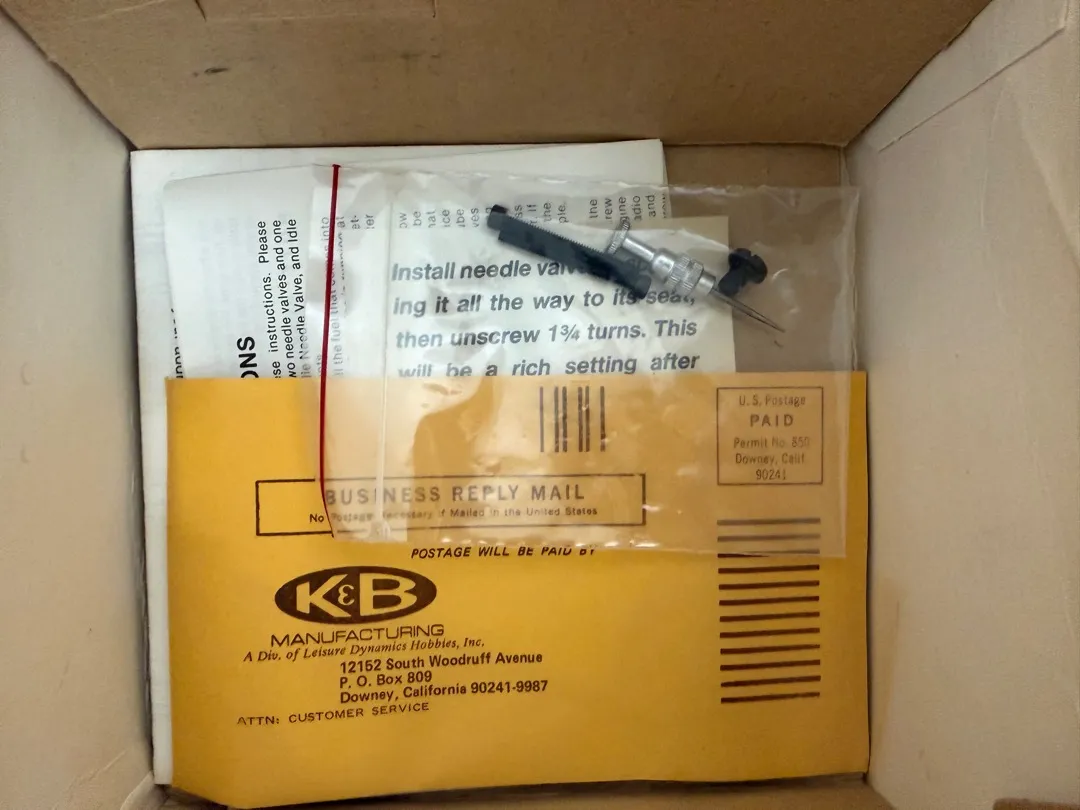 ONS
se instructions. Please
wo needle valves and one
Needle Valve, and Idle
Install needle
ing it all the way to its seat,
then unscrew 1¾ turns. This
will be a rich setting after
U.S. Postage
PAID
Permit No. 850
Downey, Calif.
90241
BUSINESS REPLY MAIL
No Postage Necessary if Mailed in the United States
POSTAGE WILL BE PAID BY
K&B
MANUFACTURING
A Div. of Leisure Dynamics Hobbies, Inc.
12152 South Woodruff Avenue
P. O. Box 809
Downey, California 90241-9987
ATTN: CUSTOMER SERVICE